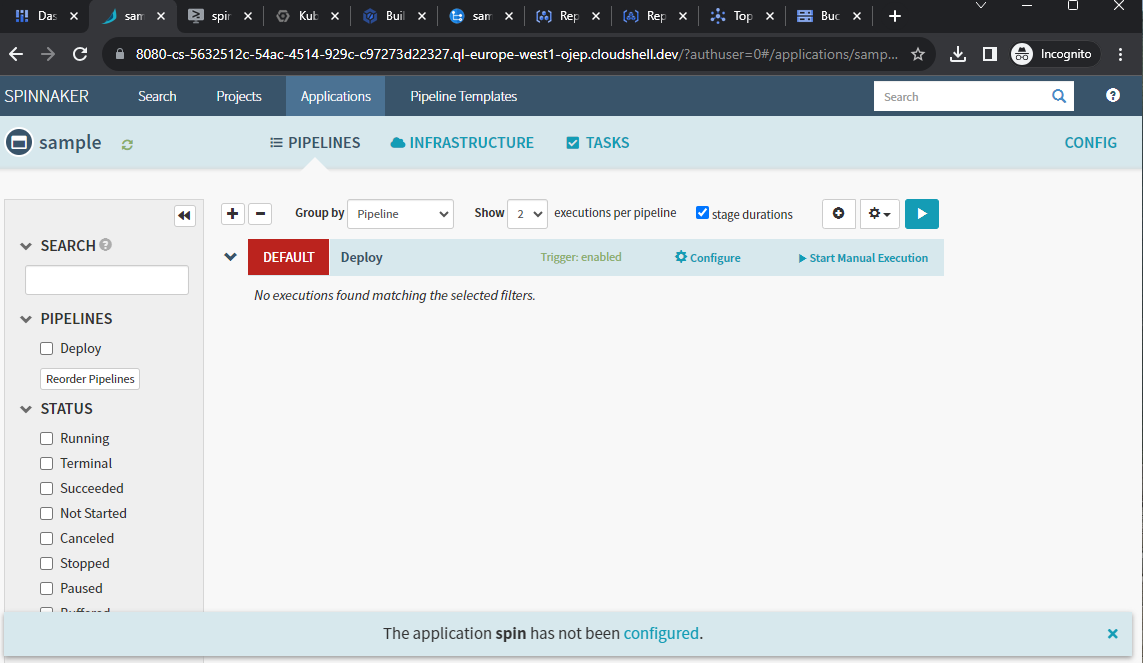 Das
sam
spir
Kub
Buil
sam
Rep
Rep
Top
Buc
8080-cs-5632512c-54ac-4514-929c-c97273d22327.ql-europe-west1-ojep.cloudshell.dev/?authuser=0#/applications/samp...
Incognito
SPINNAKER
Search
Projects
Applications
Pipeline Templates
Search
sample
PIPELINES
INFRASTRUCTURE
TASKS
CONFIG
Group by
Pipeline
Show
2
executions per pipeline
stage durations
SEARCH
DEFAULT
Deploy
Trigger: enabled
Configure
Start Manual Execution
No executions found matching the selected filters.
PIPELINES
Deploy
Reorder Pipelines
STATUS
Running
Terminal
Succeeded
Not Started
Canceled
Stopped
Paused
Buffered
The application spin has not been configured.